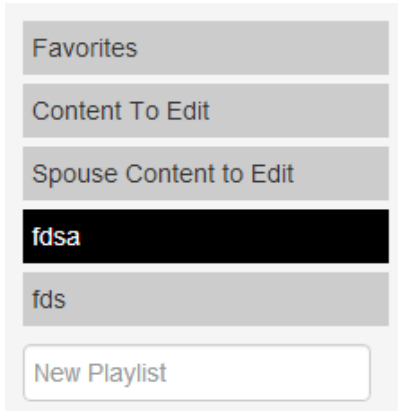 Favorites
Content To Edit
Spouse Content to Edit
fdsa
fds
New Playlist